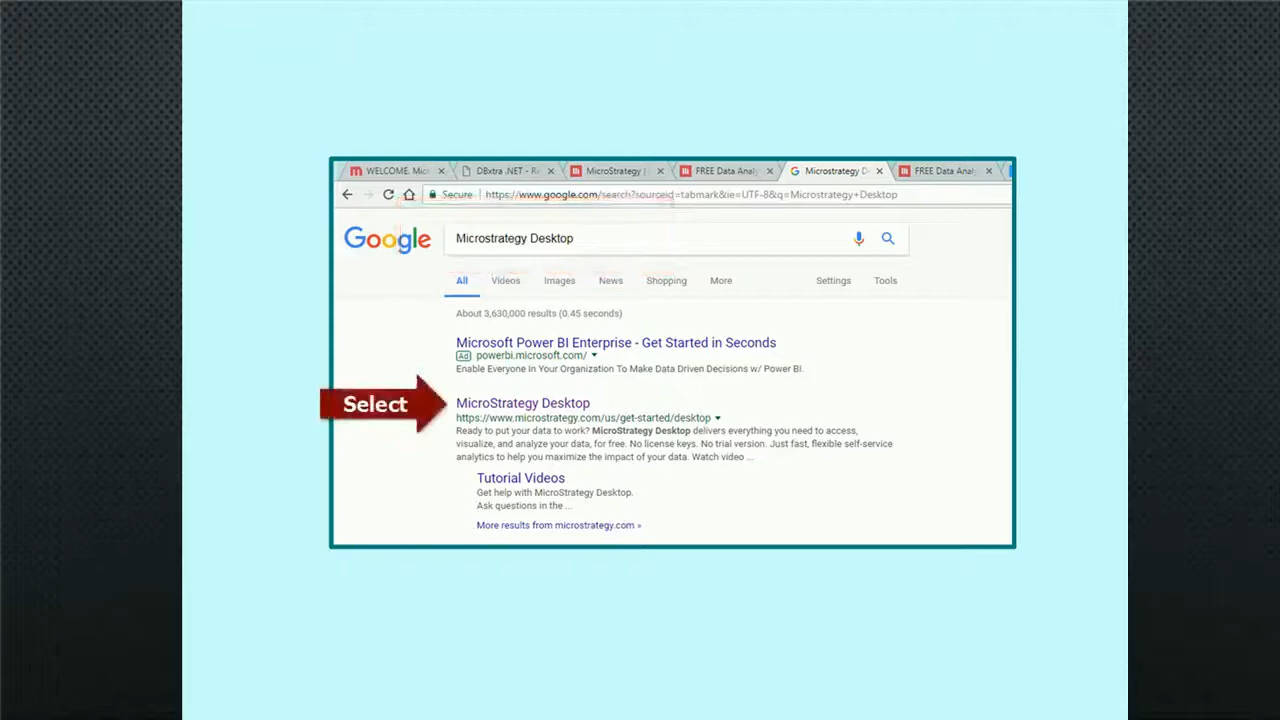 WELCOME. Micr
DBxtra .NET - Re
MicroStrategy |
FREE Data Analy
Microstrategy D
FREE Data Analy
Secure https://www.google.com/search?sourceid=tabmark&ie=UTF-8&q=Microstrategy+Desktop
Google Microstrategy Desktop
All Videos Images News Shopping More Settings Tools
About 3,630,000 results (0.45 seconds)
Microsoft Power BI Enterprise - Get Started in Seconds
Ad powerbi.microsoft.com/
Enable Everyone in Your Organization To Make Data Driven Decisions w/ Power BI.
Select
MicroStrategy Desktop
https://www.microstrategy.com/us/get-started/desktop
Ready to put your data to work? MicroStrategy Desktop delivers everything you need to access,
visualize, and analyze your data, for free. No license keys. No trial version. Just fast, flexible self-service
analytics to help you maximize the impact of your data. Watch video ...
Tutorial Videos
Get help with MicroStrategy Desktop.
Ask questions in the ...
More results from microstrategy.com »